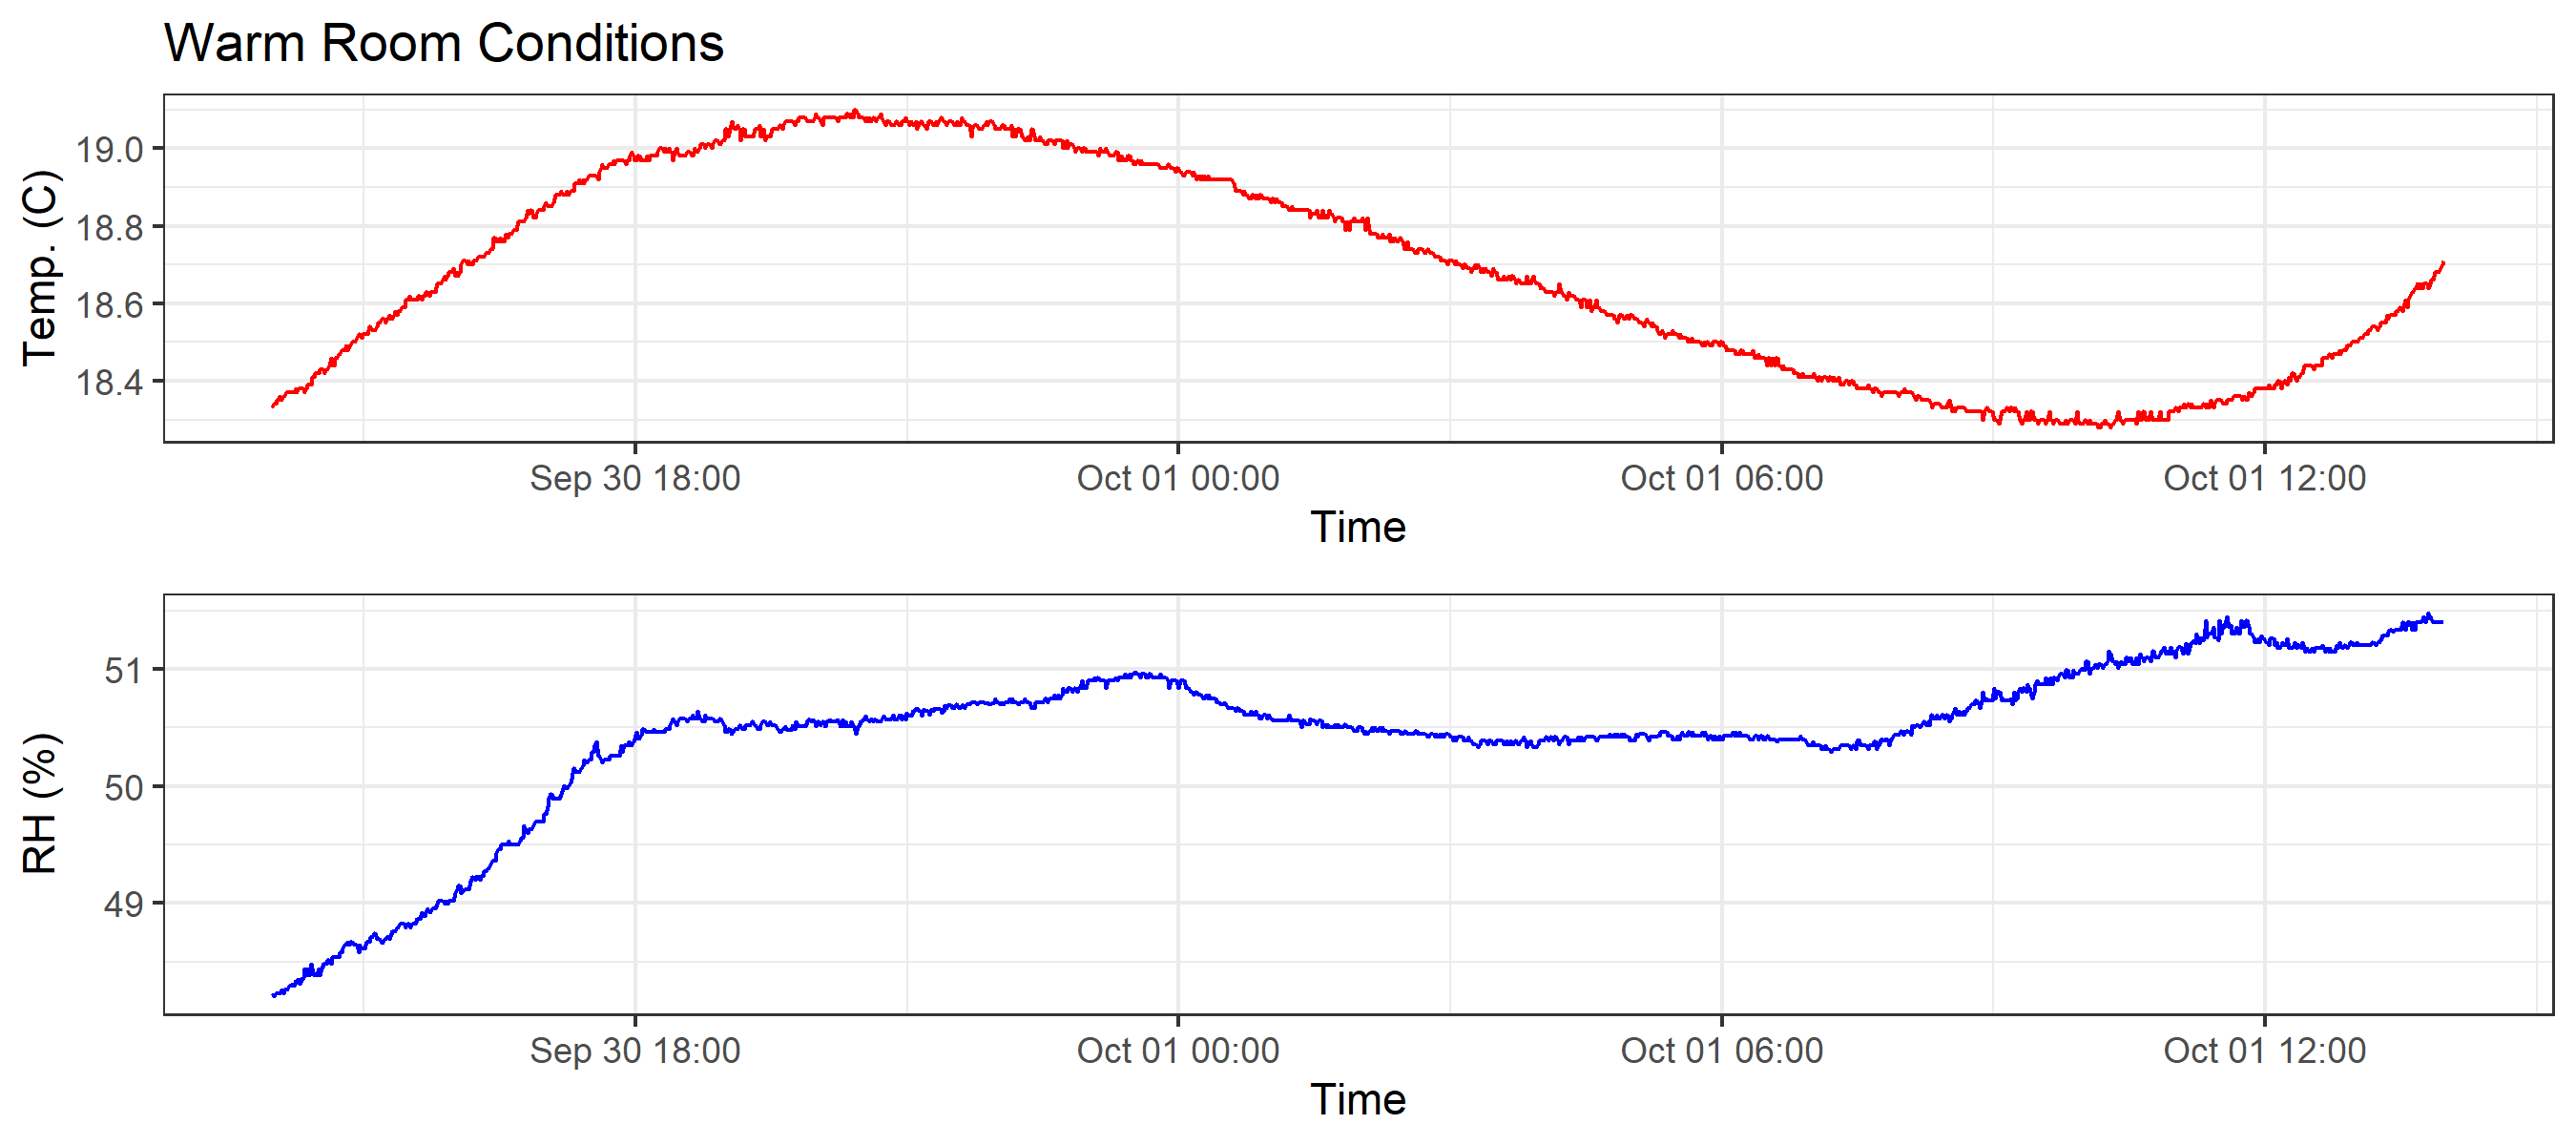 Warm Room Conditions
Temp. (C)
19.0
18.8
18.6
18.4
Sep 30 18:00 Oct 01 00:00 Oct 01 06:00 Oct 01 12:00
Time
RH (%)
51
50
49
Sep 30 18:00 Oct 01 00:00 Oct 01 06:00 Oct 01 12:00
Time